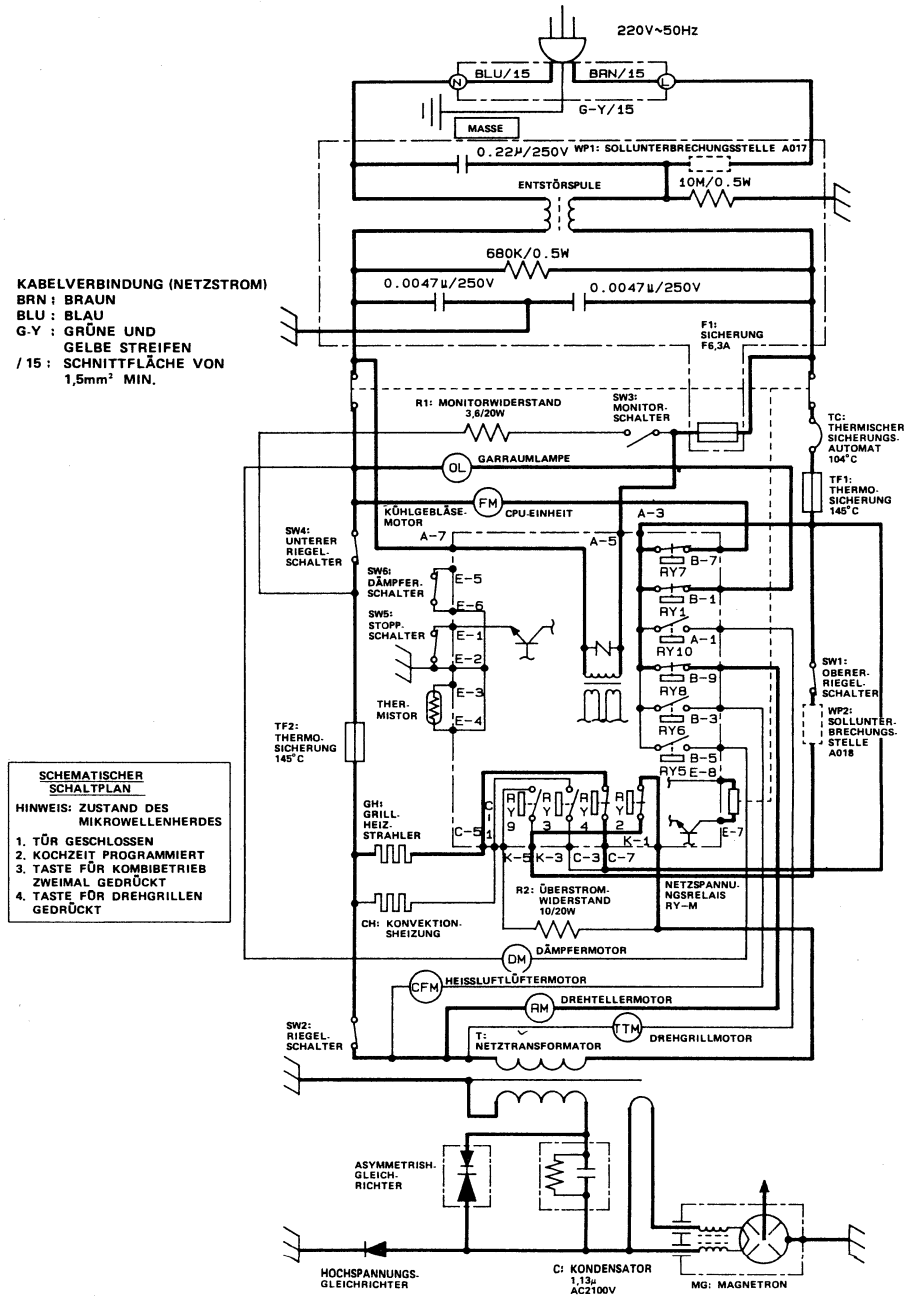 220V~50Hz
N
BLU/15
BRN/15
L
G-Y/15
MASSE
0.22µ/250V
WP1: SOLLUNTERBRECHUNGSSTELLE A017
ENTSTÖRSPULE
10M/0.5W
680K/0.5W
0.0047µ/250V
0.0047µ/250V
KABELVERBINDUNG (NETZSTROM)
BRN : BRAUN
BLU : BLAU
G-Y : GRÜNE UND
GELBE STREIFEN
/ 15 : SCHNITTFLÄCHE VON
1,5mm² MIN.
F1:
SICHERUNG
F6,3A
R1: MONITORWIDERSTAND
3,6/20W
SW3:
MONITOR-
SCHALTER
TC:
THERMISCHER
SICHERUNGS-
AUTOMAT
104°C
OL
GARRAUMLAMPE
TF1:
THERMO-
SICHERUNG
145°C
FM
KÜHLGEBLÄSE-
MOTOR
CPU-EINHEIT
A-3
A-7
A-5
SW4:
UNTERER
RIEGEL-
SCHALTER
SW6:
DÄMPFER-
SCHALTER
E-5
E-6
SW5:
STOPP-
SCHALTER
E-1
E-2
THER-
MISTOR
E-3
E-4
RY7
B-7
RY1
B-1
RY10
A-1
RY8
B-9
RY6
B-3
RY5
B-5
E-8
E-7
SW1:
OBERER-
RIEGEL-
SCHALTER
WP2:
SOLLUNTER-
BRECHUNGS-
STELLE
A018
TF2:
THERMO-
SICHERUNG
145°C
SCHEMATISCHER
SCHALTPLAN
HINWEIS: ZUSTAND DES
MIKROWELLENHERDES
1. TÜR GESCHLOSSEN
2. KOCHZEIT PROGRAMMIERT
3. TASTE FÜR KOMBIBETRIEB
ZWEIMAL GEDRÜCKT
4. TASTE FÜR DREHGRILLEN
GEDRÜCKT
GH:
GRILL-
HEIZ-
STRAHLER
C-5
C-1
RY9
RY3
RY4
RY2
K-5
K-3
C-3
C-7
K-1
R2: ÜBERSTROM-
WIDERSTAND
10/20W
NETZSPANNU-
NGSRELAIS
RY-M
CH: KONVEKTION-
SHEIZUNG
DM
DÄMPFERMOTOR
CFM
HEISSLUFTLÜFTERMOTOR
AM
DREHTELLERMOTOR
TTM
DREHGRILLMOTOR
SW2:
RIEGEL-
SCHALTER
T:
NETZTRANSFORMATOR
ASYMMETRISH-
GLEICH-
RICHTER
HOCHSPANNUNGS-
GLEICHRICHTER
C: KONDENSATOR
1,13µ
AC2100V
MG: MAGNETRON